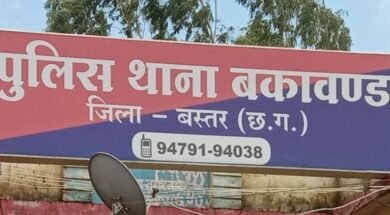 पुलिस थाना बकावण्ड
जिला – बस्तर (छ.ग.)
94791-94038